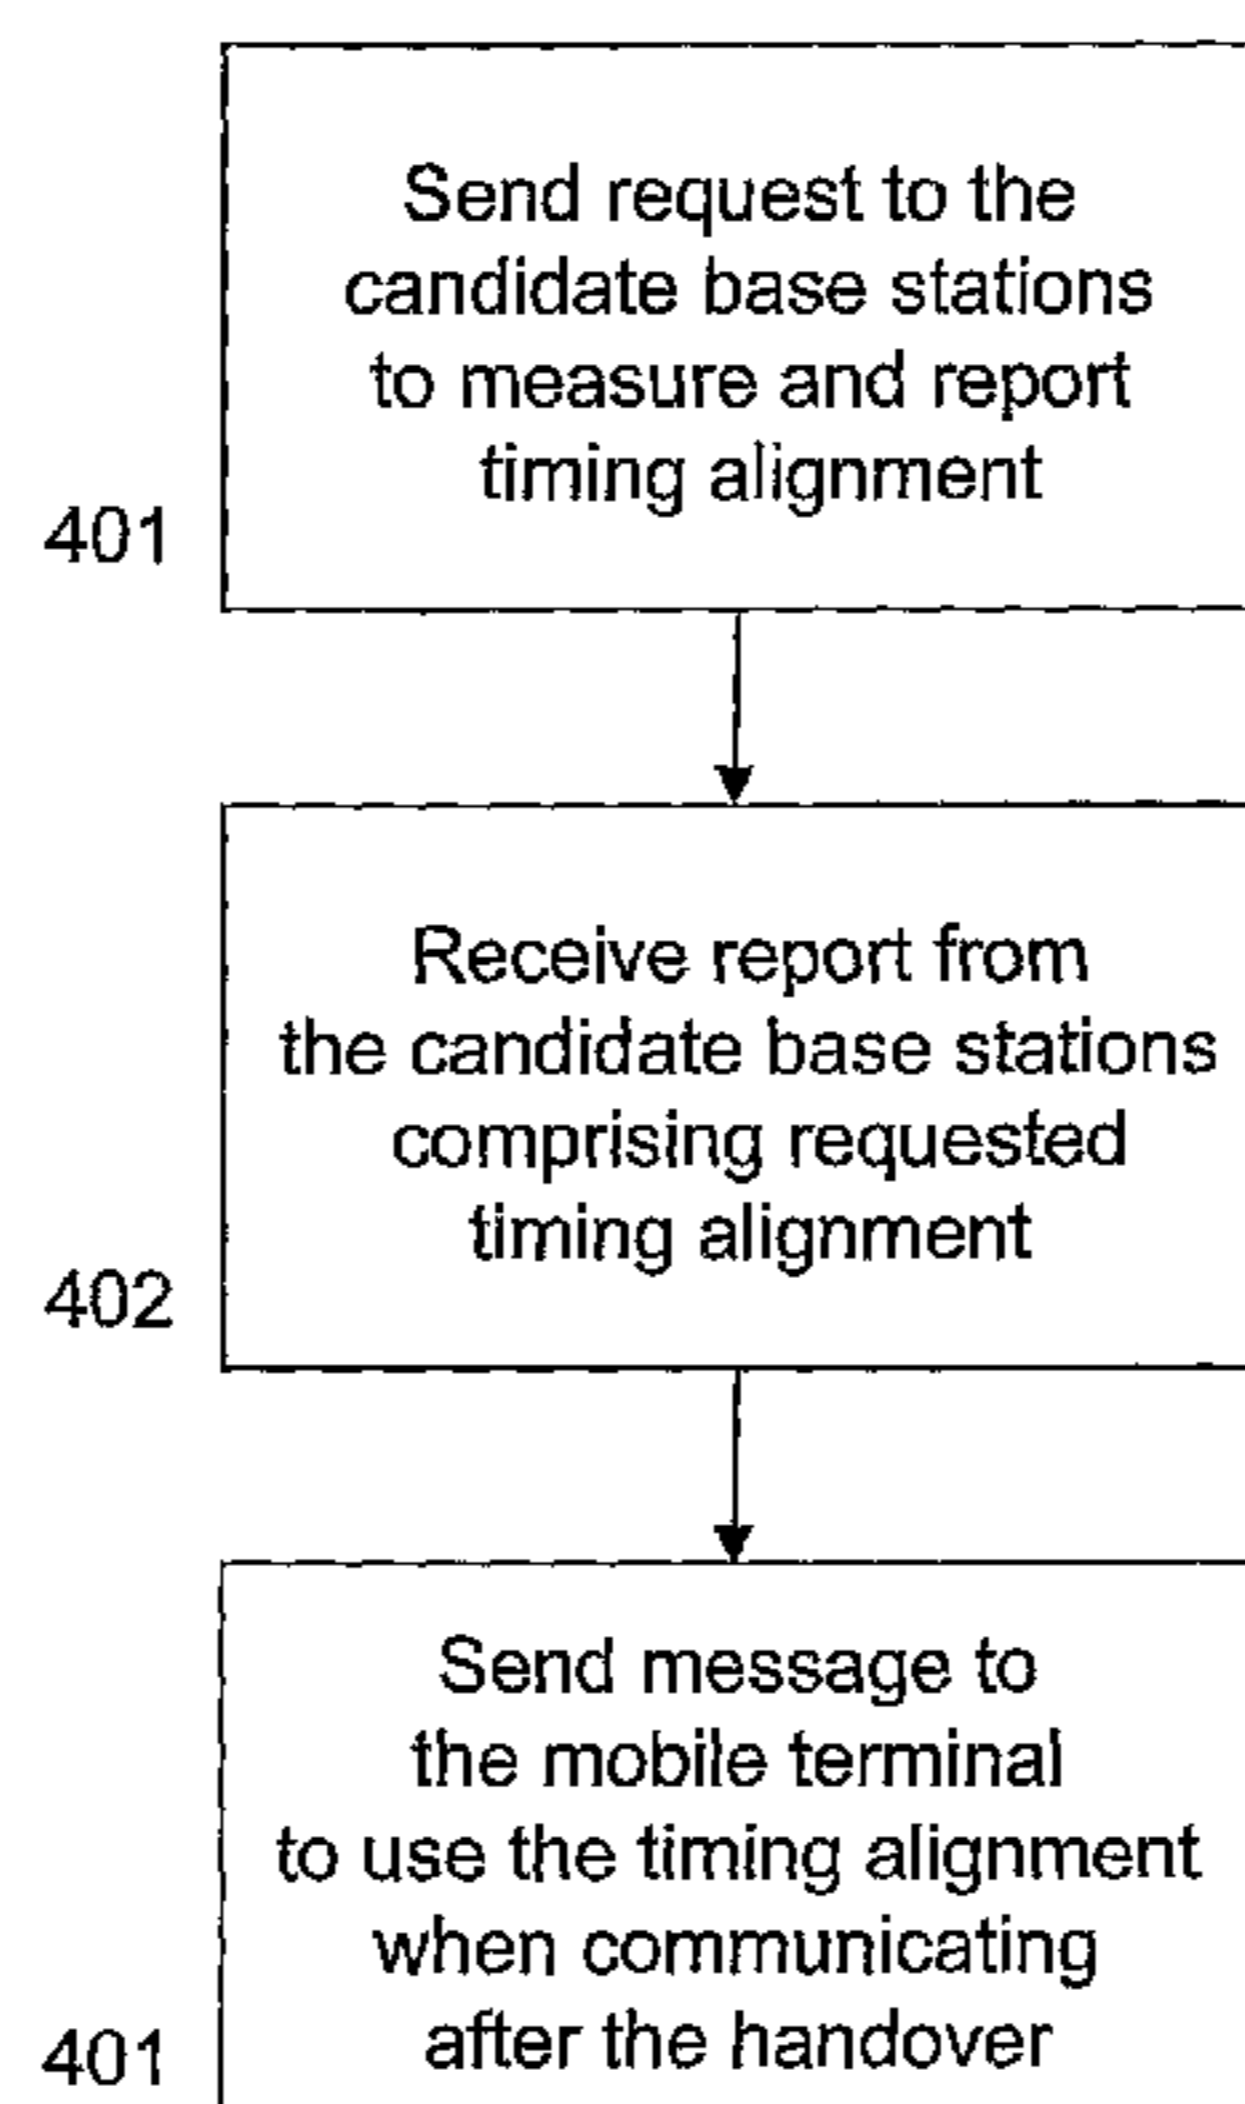 Send request to the
candidate base stations
to measure and report
timing alignment
401
Receive report from
the candidate base stations
comprising requested
timing alignment
402
Send message to
the mobile terminal
to use the timing alignment
when communicating
after the handover
401